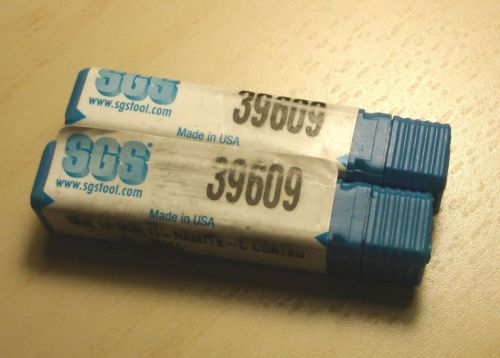 SGS
www.sgstool.com
39609
Made in USA
SGS®
www.sgstool.com
39609
Made in USA
TI-NAMITE-C COATED